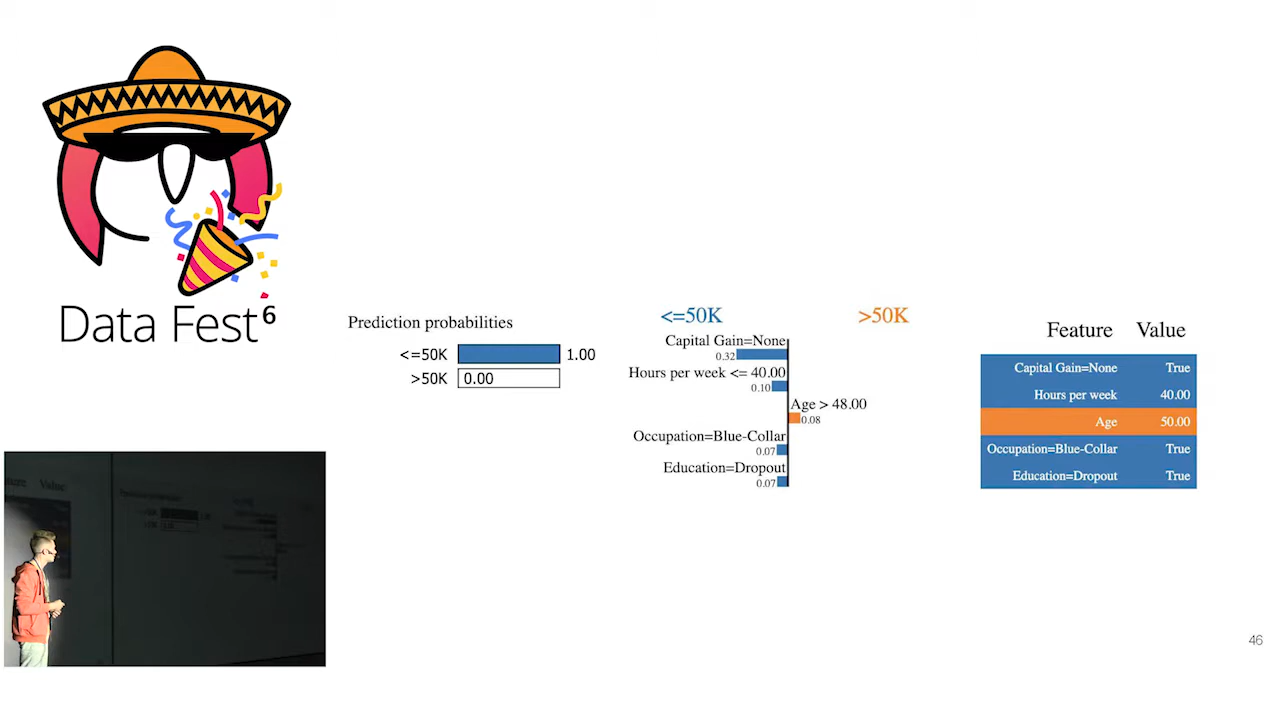 Data Fest⁶
Prediction probabilities
<=50K 1.00
>50K 0.00
<=50K >50K
Capital Gain=None
0.32
Hours per week <= 40.00
0.10
Age > 48.00
0.08
Occupation=Blue-Collar
0.07
Education=Dropout
0.07
Feature Value
Capital Gain=None True
Hours per week 40.00
Age 50.00
Occupation=Blue-Collar True
Education=Dropout True
Value
46